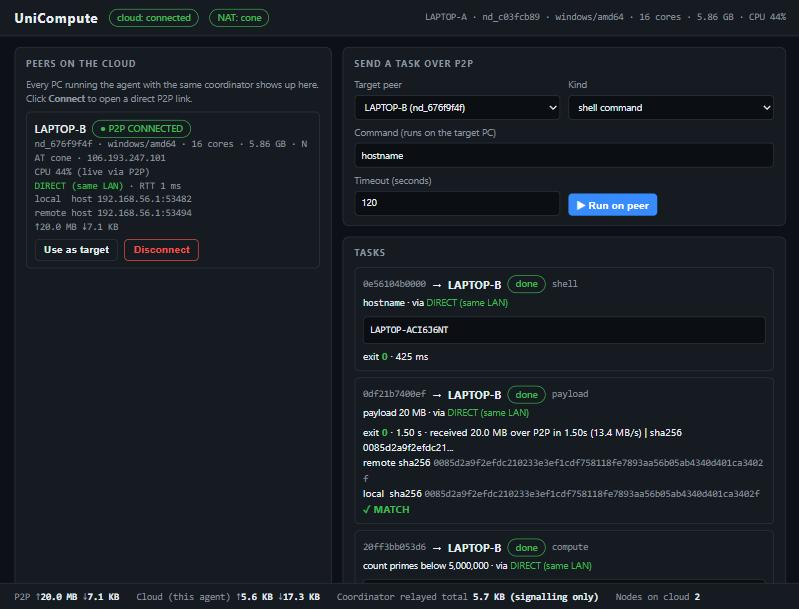 UniCompute cloud: connected NAT: cone LAPTOP-A · nd_c03fcb89 · windows/amd64 · 16 cores · 5.86 GB · CPU 44%
PEERS ON THE CLOUD
Every PC running the agent with the same coordinator shows up here.
Click Connect to open a direct P2P link.
LAPTOP-B ● P2P CONNECTED
nd_676f9f4f · windows/amd64 · 16 cores · 5.86 GB · N
AT cone · 106.193.247.101
CPU 44% (live via P2P)
DIRECT (same LAN) · RTT 1 ms
local host 192.168.56.1:53482
remote host 192.168.56.1:53494
↑20.0 MB ↓7.1 KB
Use as target Disconnect
SEND A TASK OVER P2P
Target peer Kind
LAPTOP-B (nd_676f9f4f) shell command
Command (runs on the target PC)
hostname
Timeout (seconds)
120 ▶ Run on peer
TASKS
0e56104b0000 → LAPTOP-B done shell
hostname · via DIRECT (same LAN)
LAPTOP-ACI6J6NT
exit 0 · 425 ms
0df21b7400ef → LAPTOP-B done payload
payload 20 MB · via DIRECT (same LAN)
exit 0 · 1.50 s · received 20.0 MB over P2P in 1.50s (13.4 MB/s) | sha256
0085d2a9f2efdc21...
remote sha256 0085d2a9f2efdc210233e3ef1cdf758118fe7893aa56b05ab4340d401ca3402
f
local sha256 0085d2a9f2efdc210233e3ef1cdf758118fe7893aa56b05ab4340d401ca3402f
✓ MATCH
20ff3bb053d6 → LAPTOP-B done compute
count primes below 5,000,000 · via DIRECT (same LAN)
P2P ↑20.0 MB ↓7.1 KB Cloud (this agent) ↑5.6 KB ↓17.3 KB Coordinator relayed total 5.7 KB (signalling only) Nodes on cloud 2